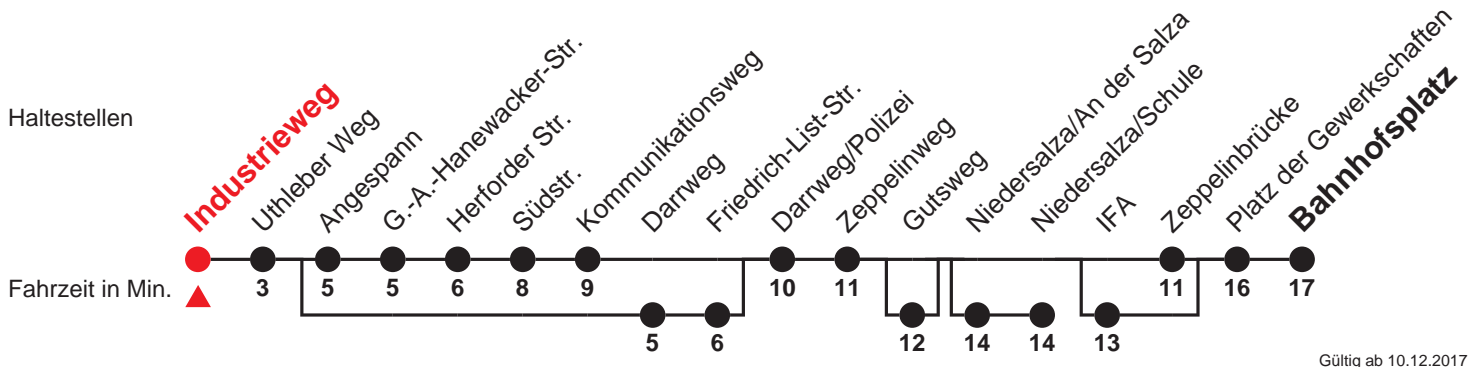 Haltestellen
Industrieweg
Uthleber Weg
Angespann
G.-A.-Hanewacker-Str.
Herforder Str.
Südstr.
Kommunikationsweg
Darrweg
Friedrich-List-Str.
Darrweg/Polizei
Zeppelinweg
Gutsweg
Niedersalza/An der Salza
Niedersalza/Schule
IFA
Zeppelinbrücke
Platz der Gewerkschaften
Bahnhofsplatz
Fahrzeit in Min.
3 5 5 6 8 9 10 11 11 16 17
5 6 12 14 14 13
Gültig ab 10.12.2017